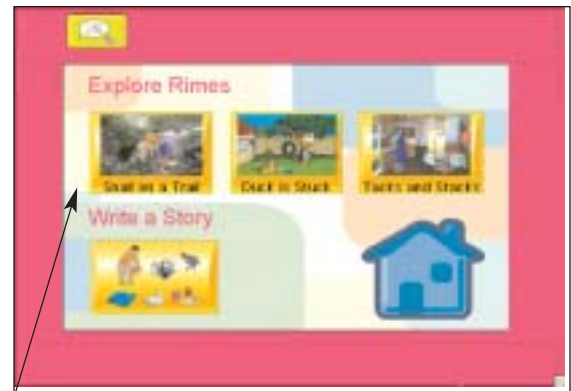 Explore Rimes
Snail on a Trail Duck is Stuck Tacks and Stacks
Write a Story